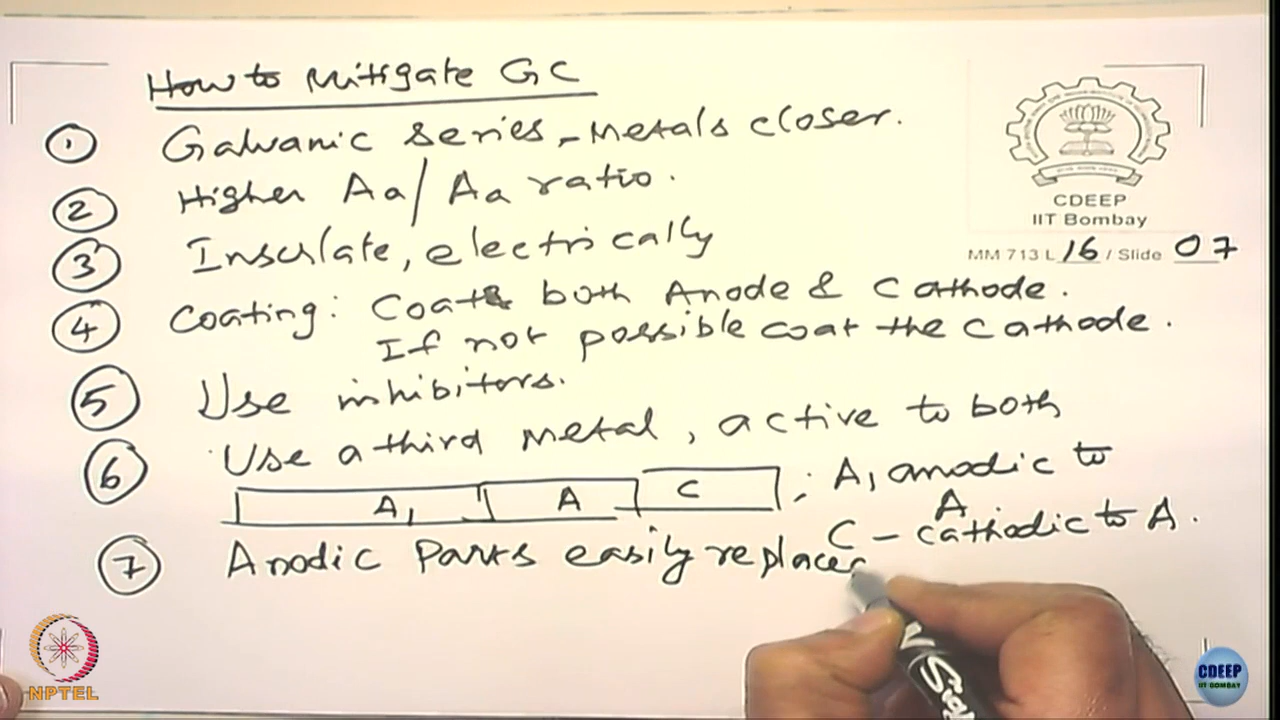 How to Mitigate GC
1 Galvanic series, - Metals closer.
2 Higher Aa/Aa ratio.
3 Insulate, electrically
4 Coating: Coat both Anode & Cathode.
If not possible coat the cathode.
5 Use inhibitors.
6 Use a third metal, active to both
A1 A C ; A1 anodic to
A
C - cathodic to A.
7 Anodic Parts easily replace
CDEEP
IIT Bombay
MM 713 L 16 / Slide 07
NPTEL
CDEEP
IIT BOMBAY